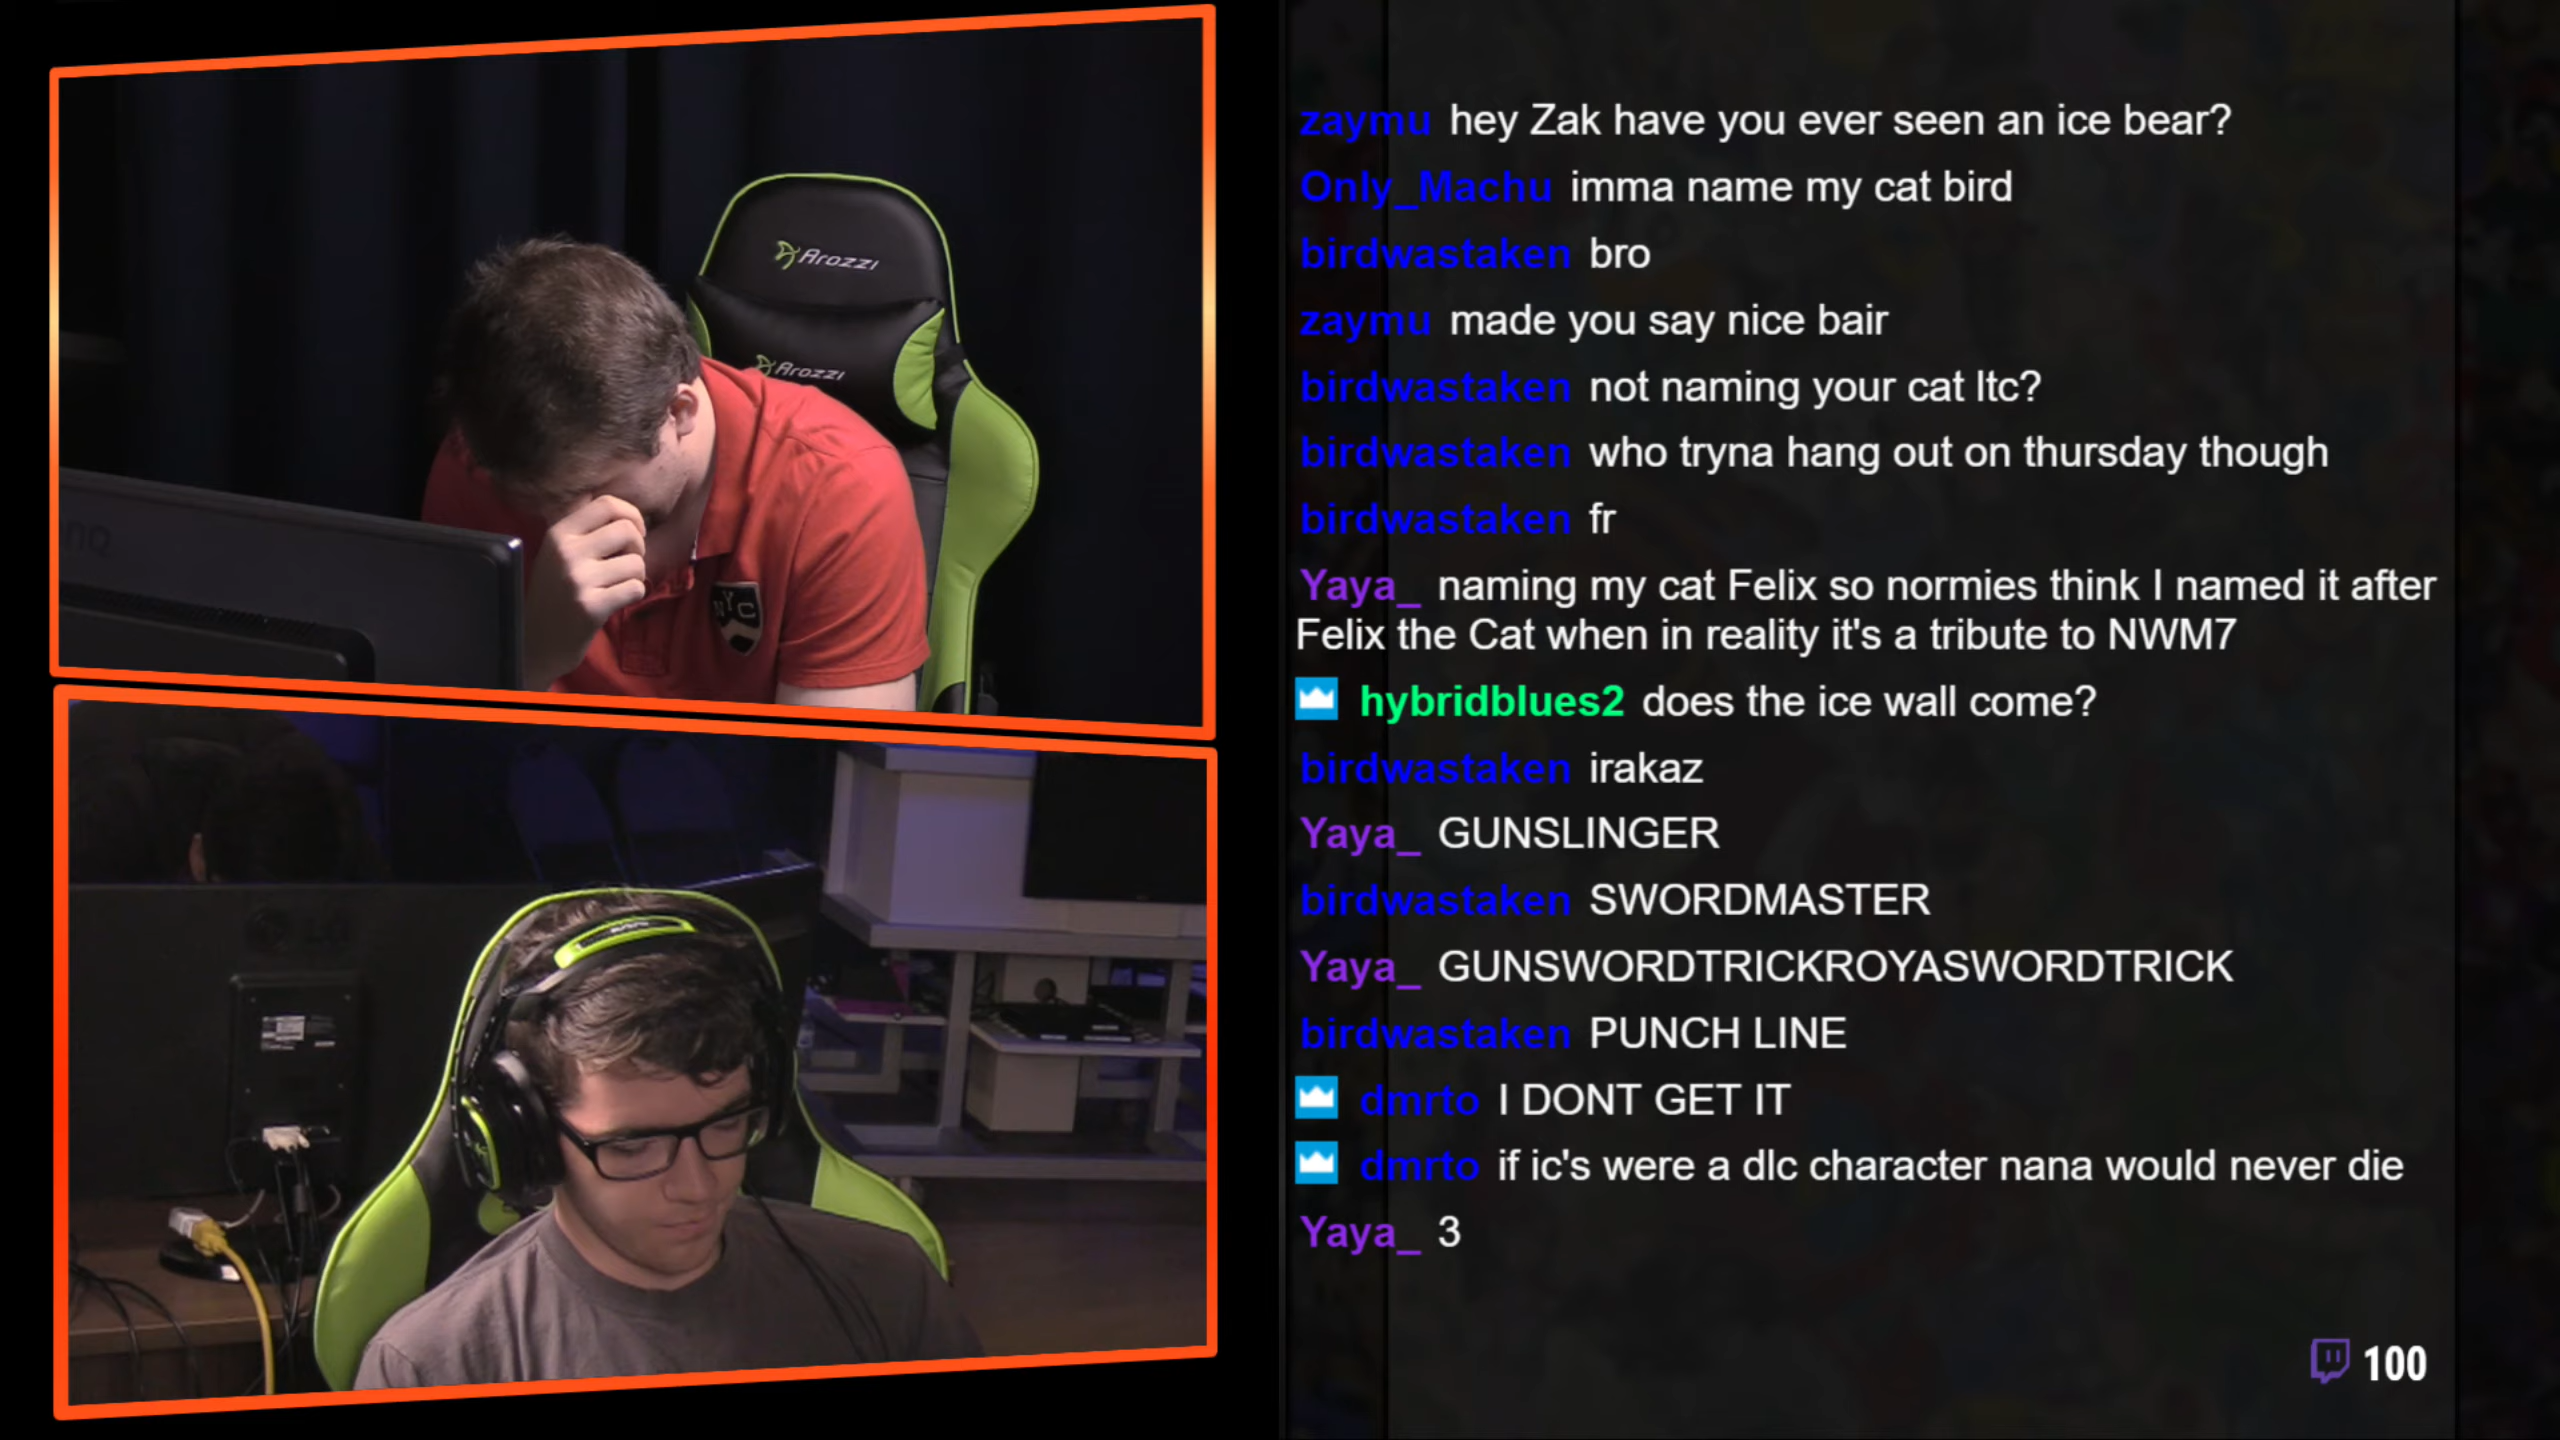 Arozzi
Arozzi
NYC
LG
zaymu hey Zak have you ever seen an ice bear?
Only_Machu imma name my cat bird
birdwastaken bro
zaymu made you say nice bair
birdwastaken not naming your cat ltc?
birdwastaken who tryna hang out on thursday though
birdwastaken fr
Yaya_ naming my cat Felix so normies think I named it after
Felix the Cat when in reality it's a tribute to NWM7
hybridblues2 does the ice wall come?
birdwastaken irakaz
Yaya_ GUNSLINGER
birdwastaken SWORDMASTER
Yaya_ GUNSWORDTRICKROYASWORDTRICK
birdwastaken PUNCH LINE
dmrto I DONT GET IT
dmrto if ic's were a dlc character nana would never die
Yaya_ 3
100